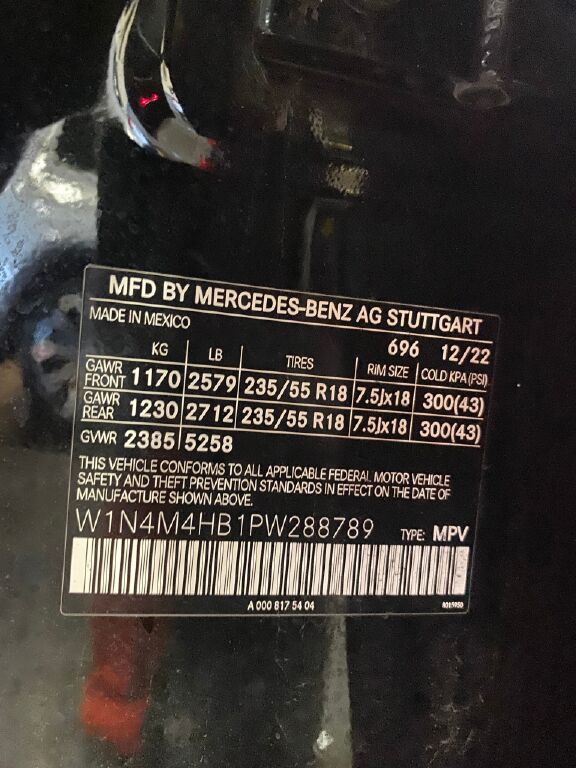 MFD BY MERCEDES-BENZ AG STUTTGART
MADE IN MEXICO 696 12/22
KG LB TIRES RIM SIZE COLD KPA (PSI)
GAWR FRONT 1170 2579 235/55 R18 7.5Jx18 300(43)
GAWR REAR 1230 2712 235/55 R18 7.5Jx18 300(43)
GVWR 2385 5258
THIS VEHICLE CONFORMS TO ALL APPLICABLE FEDERAL MOTOR VEHICLE
SAFETY AND THEFT PREVENTION STANDARDS IN EFFECT ON THE DATE OF
MANUFACTURE SHOWN ABOVE.
W1N4M4HB1PW288789 TYPE: MPV
A 000 817 54 04